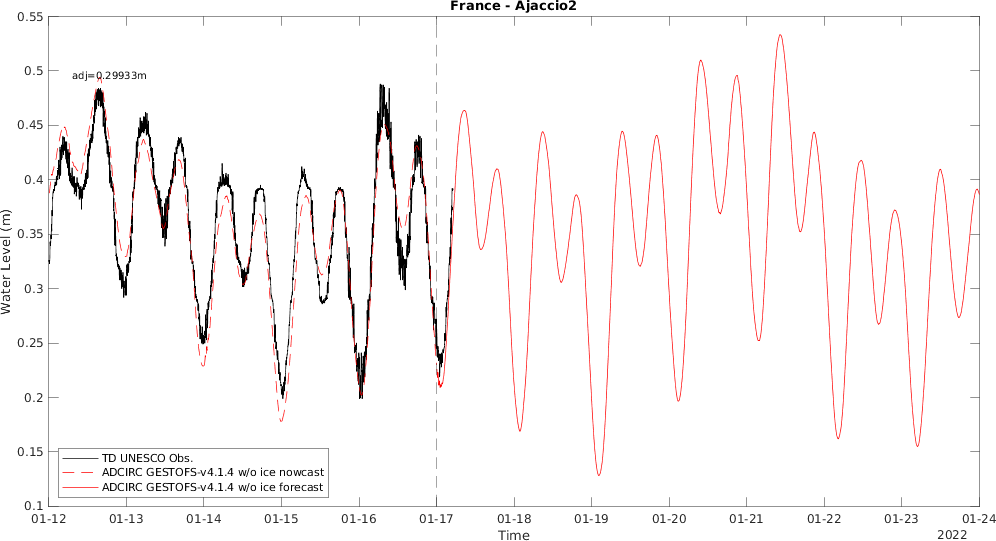 France - Ajaccio2
0.55
0.5
0.45
0.4
0.35
0.3
0.25
0.2
0.15
0.1
Water Level (m)
adj=0.29933m
TD UNESCO Obs.
ADCIRC GESTOFS-v4.1.4 w/o ice nowcast
ADCIRC GESTOFS-v4.1.4 w/o ice forecast
01-12 01-13 01-14 01-15 01-16 01-17 01-18 01-19 01-20 01-21 01-22 01-23 01-24
Time
2022